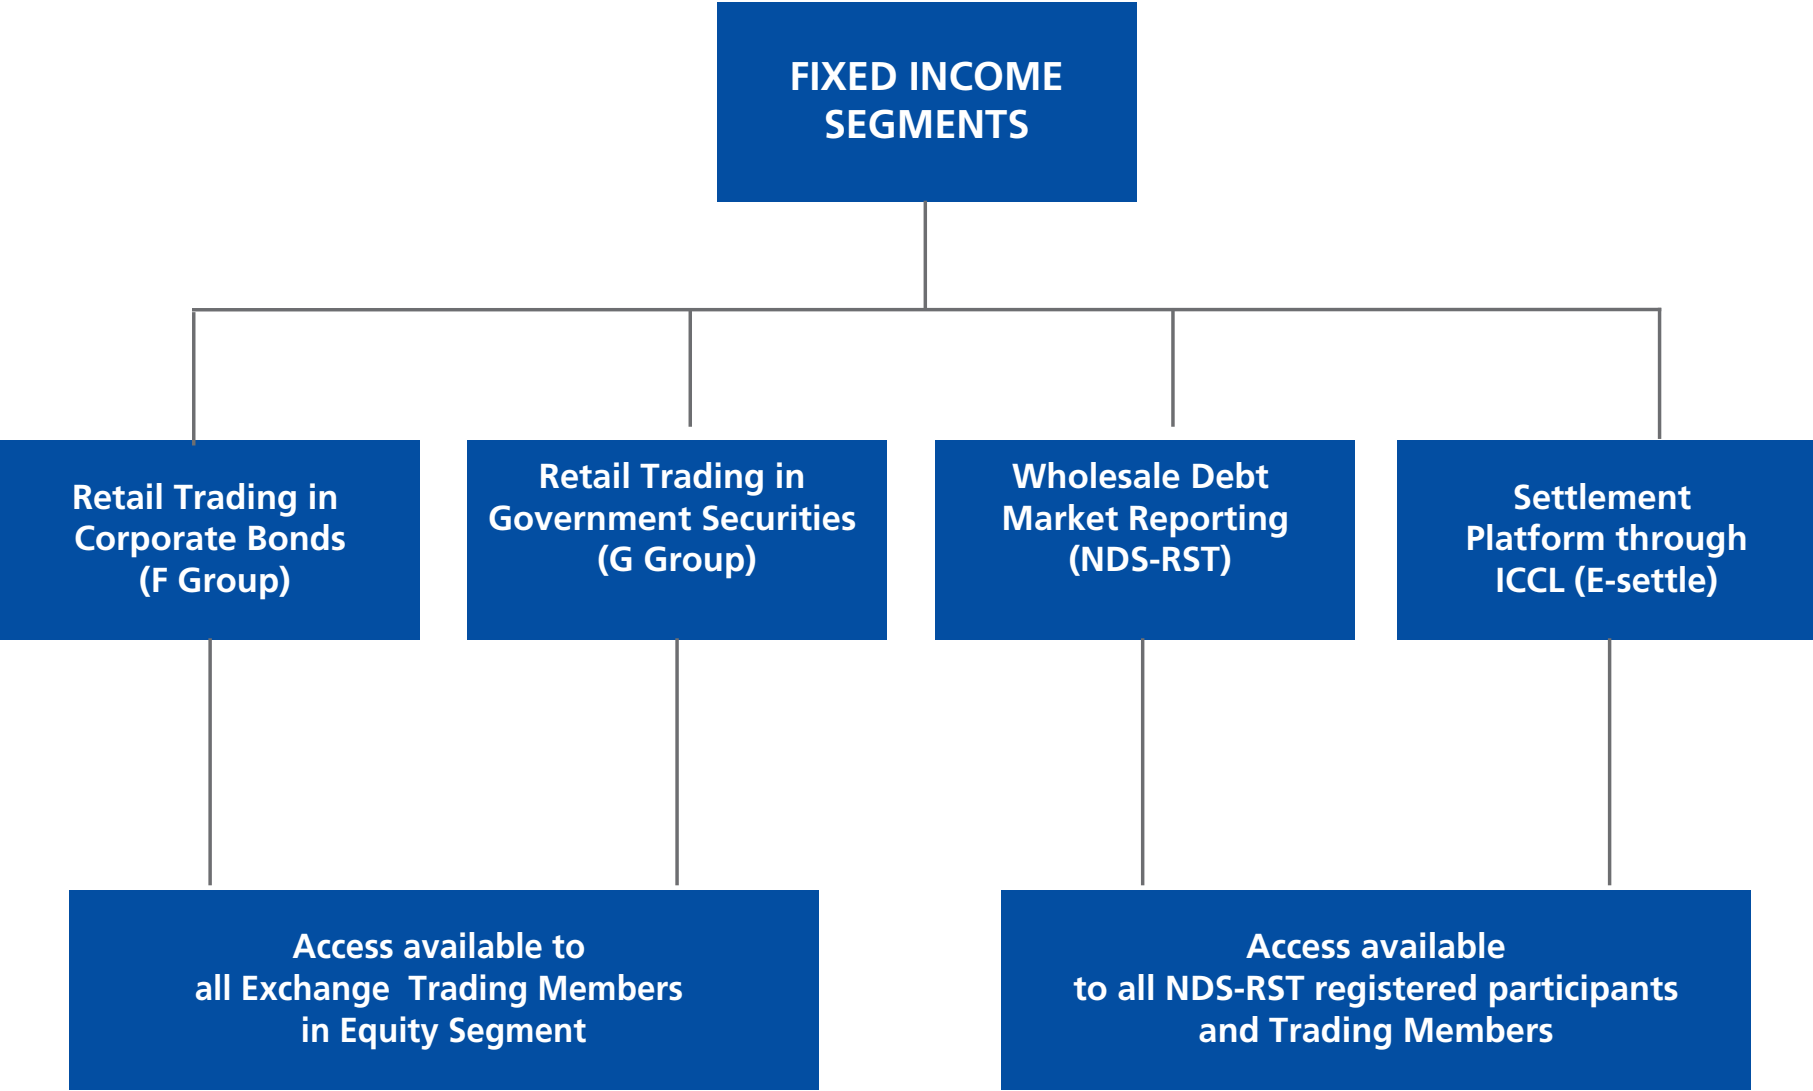 FIXED INCOME
SEGMENTS
Retail Trading in
Corporate Bonds
(F Group)
Retail Trading in
Government Securities
(G Group)
Wholesale Debt
Market Reporting
(NDS-RST)
Settlement
Platform through
ICCL (E-settle)
Access available to
all Exchange Trading Members
in Equity Segment
Access available
to all NDS-RST registered participants
and Trading Members